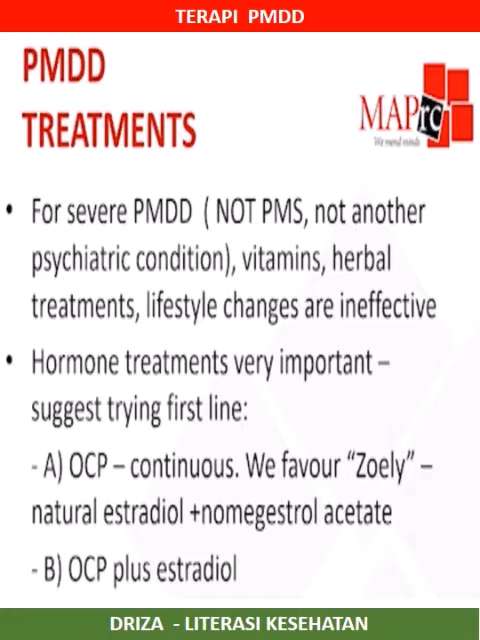 TERAPI PMDD
PMDD
TREATMENTS
MAPrc
We mend minds
• For severe PMDD ( NOT PMS, not another
psychiatric condition), vitamins, herbal
treatments, lifestyle changes are ineffective
• Hormone treatments very important –
suggest trying first line:
- A) OCP – continuous. We favour “Zoely” –
natural estradiol +nomegestrol acetate
- B) OCP plus estradiol
DRIZA - LITERASI KESEHATAN